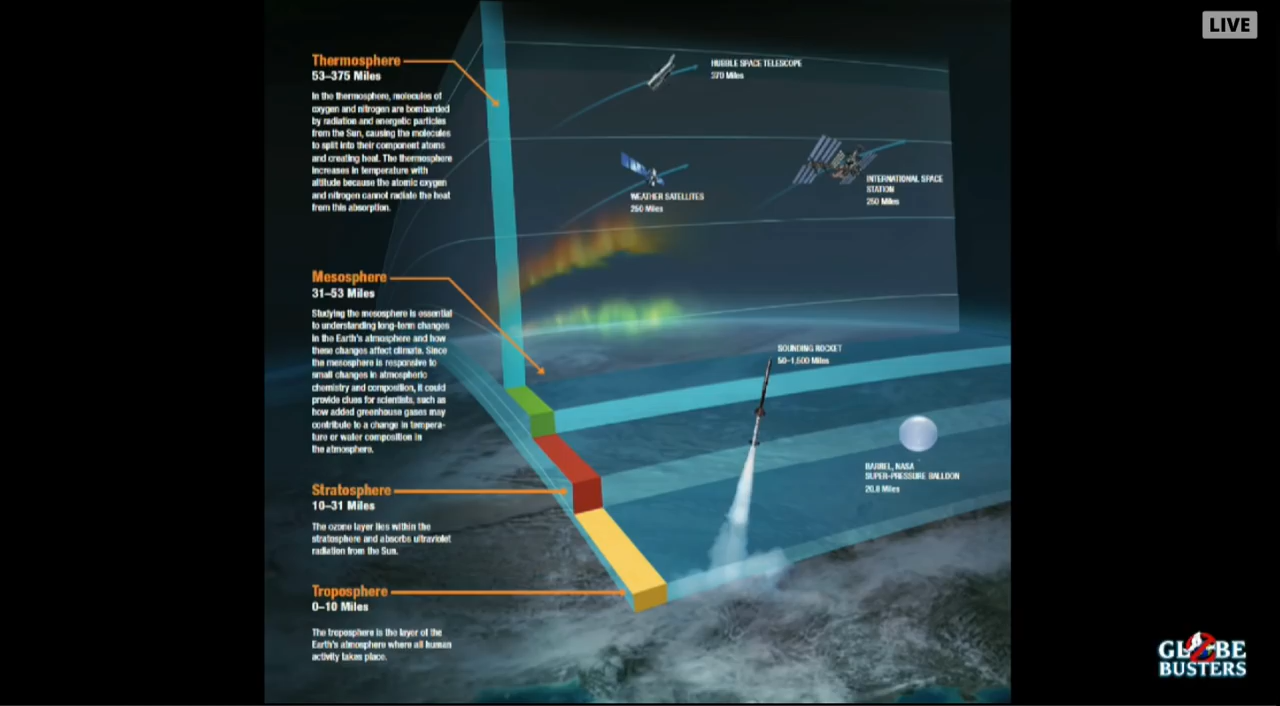 LIVE
Thermosphere
53–375 Miles
In the thermosphere, molecules of
oxygen and nitrogen are bombarded
by radiation and energetic particles
from the Sun, causing the molecules
to split into their component atoms
and creating heat. The thermosphere
increases in temperature with
altitude because the atomic oxygen
and nitrogen cannot radiate the heat
from this absorption.
HUBBLE SPACE TELESCOPE
370 Miles
WEATHER SATELLITES
250 Miles
INTERNATIONAL SPACE
STATION
250 Miles
Mesosphere
31–53 Miles
Studying the mesosphere is essential
to understanding long-term changes
in the Earth's atmosphere and how
these changes affect climate. Since
the mesosphere is responsive to
small changes in atmospheric
chemistry and composition, it could
provide clues for scientists, such as
how added greenhouse gases may
contribute to a change in tempera-
ture or water composition in
the atmosphere.
SOUNDING ROCKET
50–1,500 Miles
BARREL, NASA
SUPER-PRESSURE BALLOON
20.8 Miles
Stratosphere
10–31 Miles
The ozone layer lies within the
stratosphere and absorbs ultraviolet
radiation from the Sun.
Troposphere
0–10 Miles
The troposphere is the layer of the
Earth's atmosphere where all human
activity takes place.
GLOBE
BUSTERS